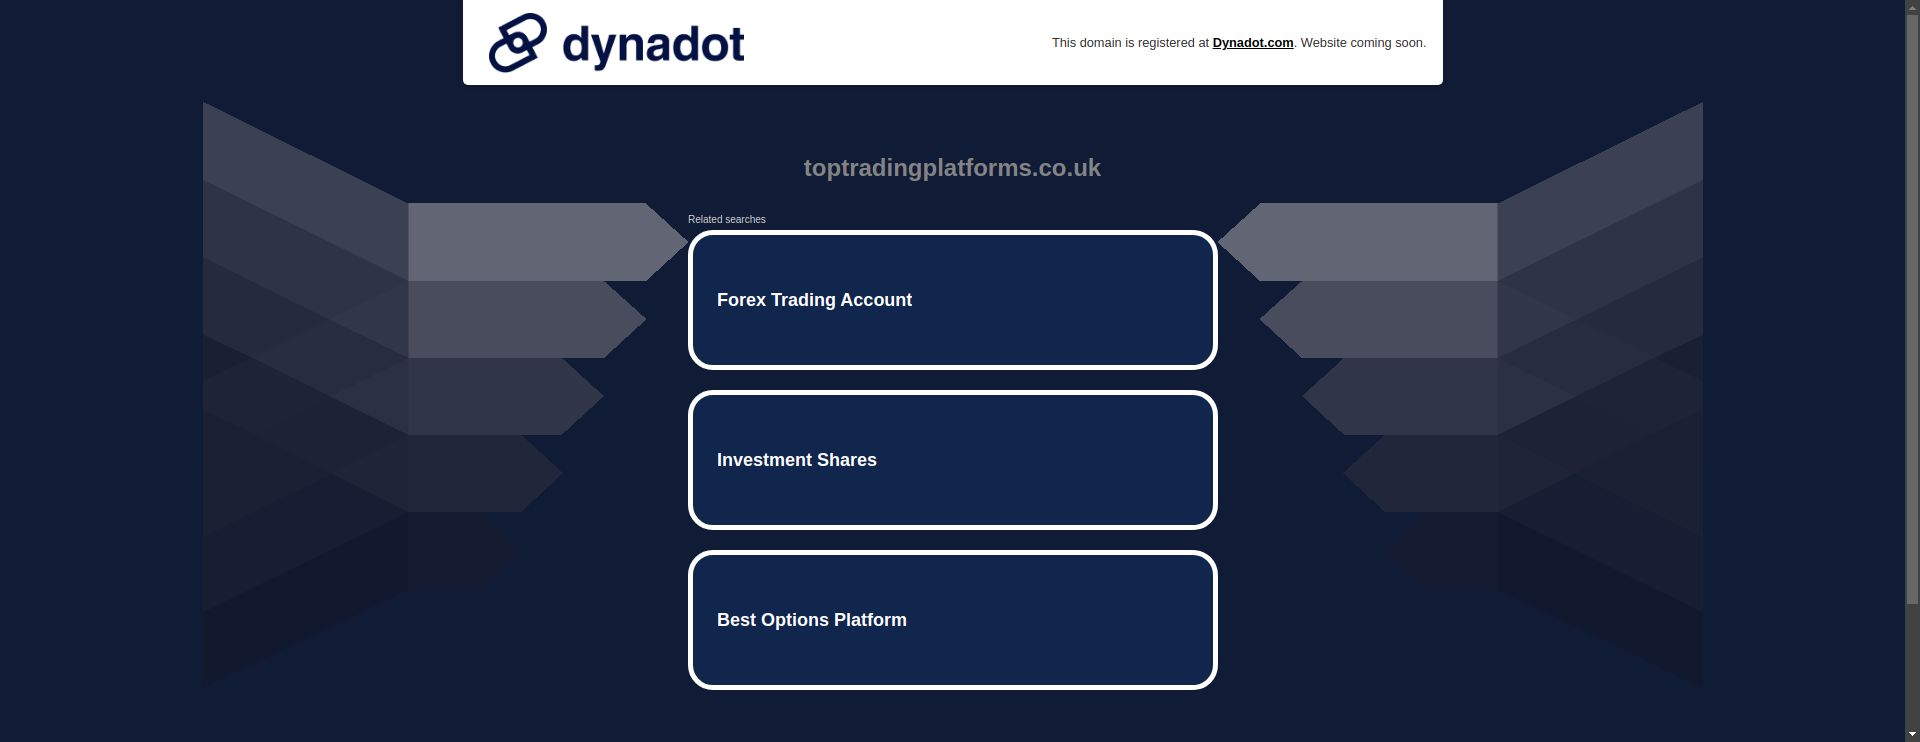 dynadot
This domain is registered at Dynadot.com. Website coming soon.
toptradingplatforms.co.uk
Related searches
Forex Trading Account
Investment Shares
Best Options Platform